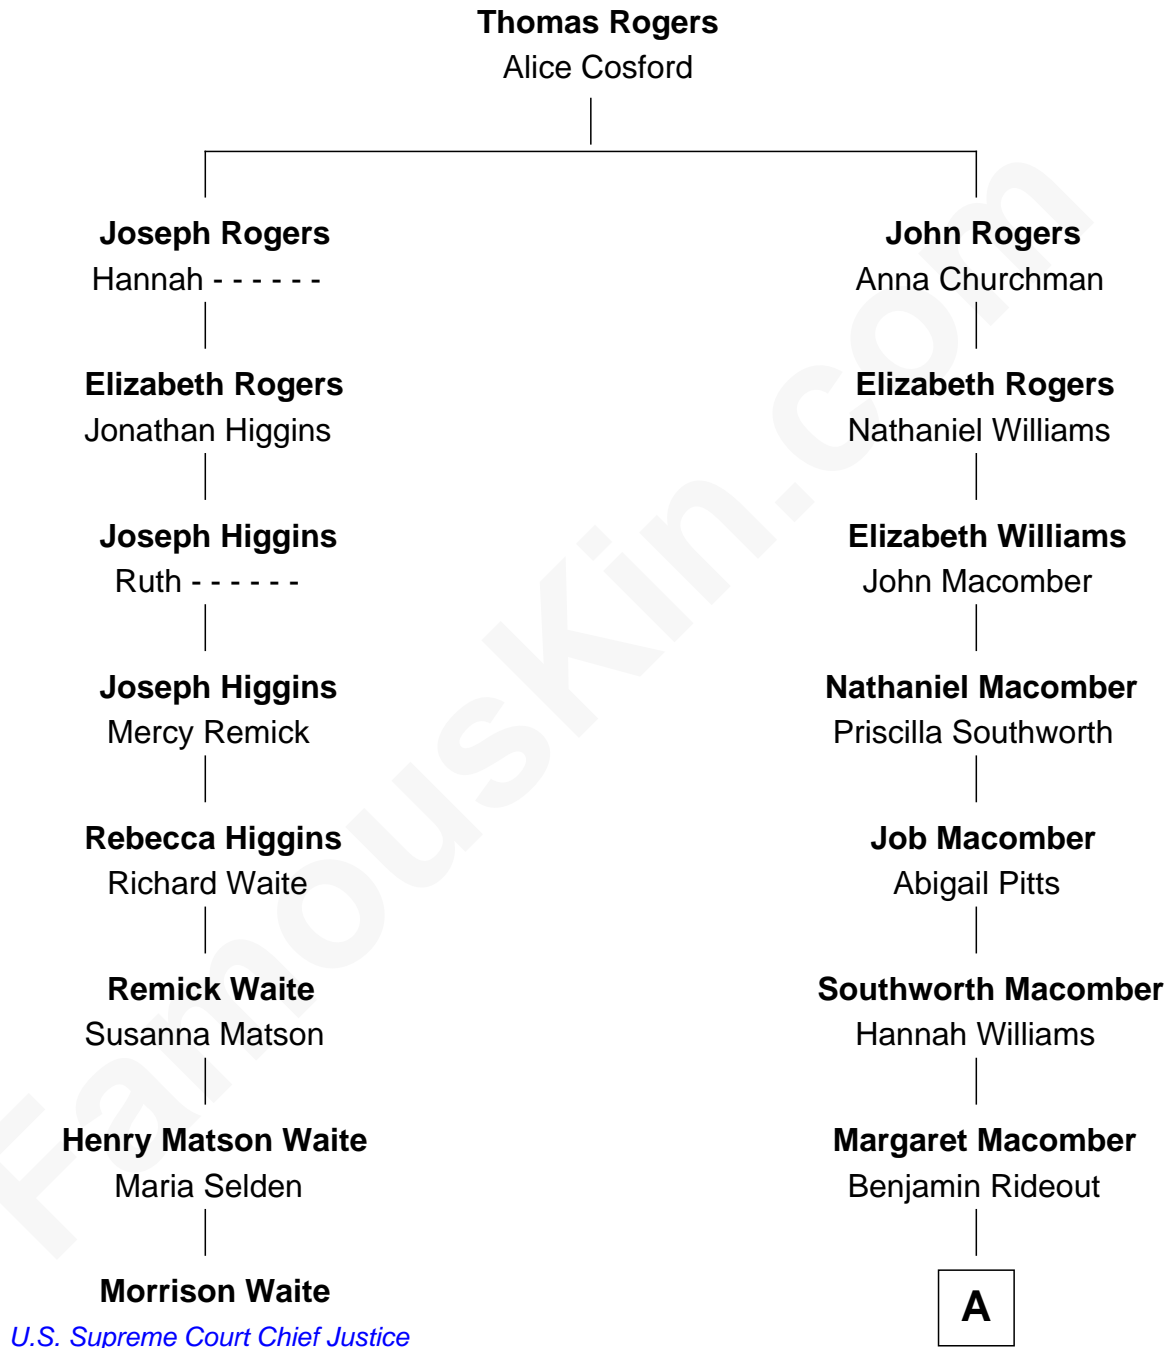 Thomas Rogers
Alice Cosford
Joseph Rogers
Hannah - - - - - -
John Rogers
Anna Churchman
Elizabeth Rogers
Jonathan Higgins
Elizabeth Rogers
Nathaniel Williams
Joseph Higgins
Ruth - - - - - -
Elizabeth Williams
John Macomber
Joseph Higgins
Mercy Remick
Nathaniel Macomber
Priscilla Southworth
Rebecca Higgins
Richard Waite
Job Macomber
Abigail Pitts
Remick Waite
Susanna Matson
Southworth Macomber
Hannah Williams
Henry Matson Waite
Maria Selden
Margaret Macomber
Benjamin Rideout
Morrison Waite
U.S. Supreme Court Chief Justice
A
FamousKin.com